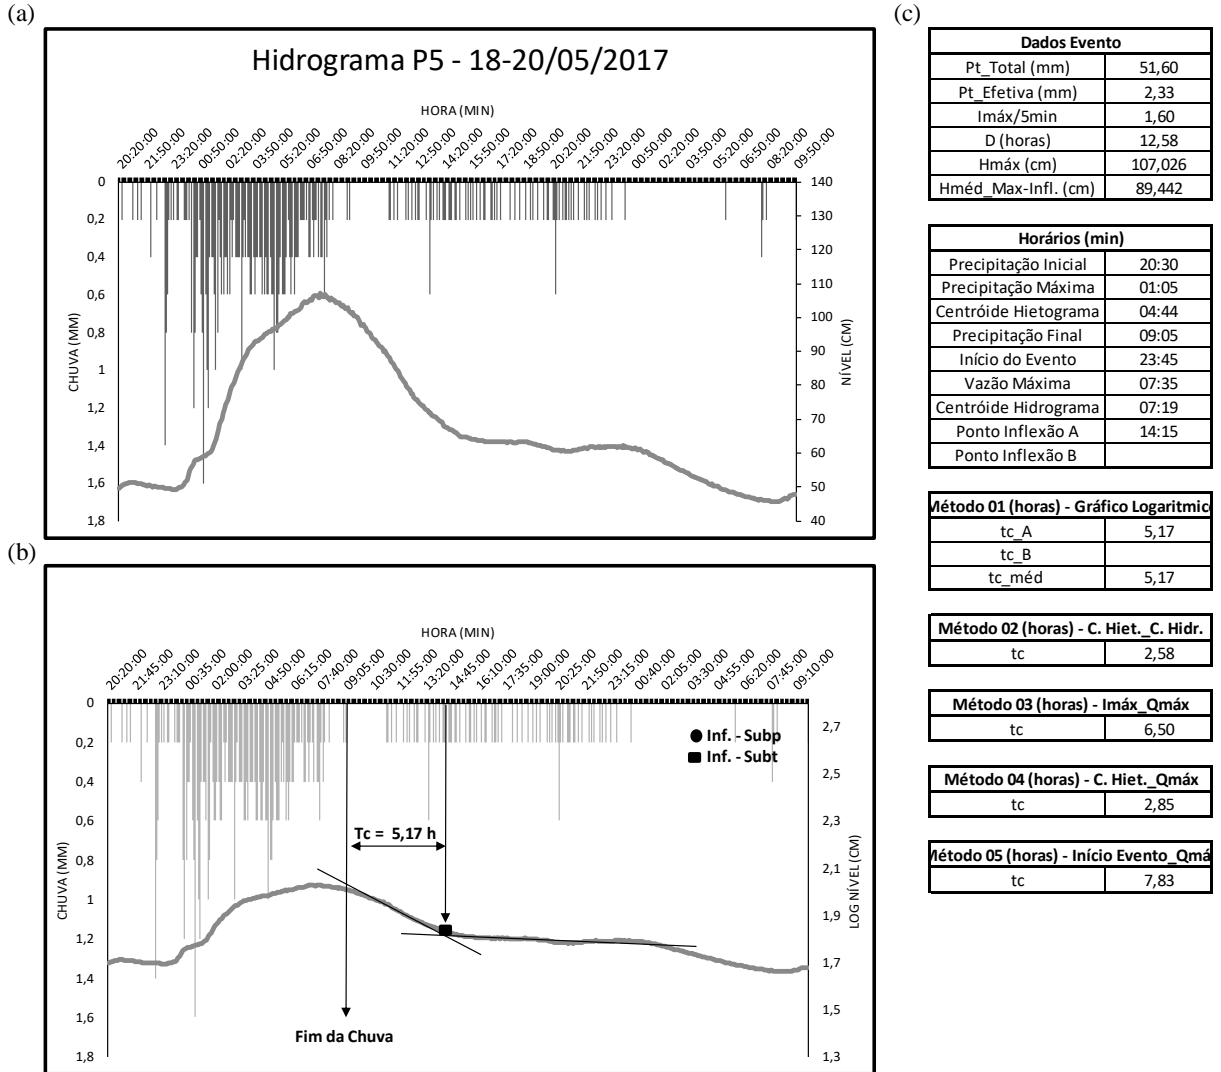 (a)
Hidrograma P5 - 18-20/05/2017
HORA (MIN)
20:20:00 21:50:00 23:20:00 00:50:00 02:20:00 03:50:00 05:20:00 06:50:00 08:20:00 09:50:00 11:20:00 12:50:00 14:20:00 15:50:00 17:20:00 18:50:00 20:20:00 21:50:00 23:20:00 00:50:00 02:20:00 03:50:00 05:20:00 06:50:00 08:20:00 09:50:00
0
0,2
0,4
0,6
0,8
1
1,2
1,4
1,6
1,8
CHUVA (MM)
140
130
120
110
100
90
80
70
60
50
40
NÍVEL (CM)
(b)
HORA (MIN)
20:20:00 21:45:00 23:10:00 00:35:00 02:00:00 03:25:00 04:50:00 06:15:00 07:40:00 09:05:00 10:30:00 11:55:00 13:20:00 14:45:00 16:10:00 17:35:00 19:00:00 20:25:00 21:50:00 23:15:00 00:40:00 02:05:00 03:30:00 04:55:00 06:20:00 07:45:00 09:10:00
0
0,2
0,4
0,6
0,8
1
1,2
1,4
1,6
1,8
CHUVA (MM)
2,7
2,5
2,3
2,1
1,9
1,7
1,5
1,3
LOG NÍVEL (CM)
Inf. - Subp
Inf. - Subt
Tc = 5,17 h
Fim da Chuva
(c)
Dados Evento
Pt_Total (mm) 51,60
Pt_Efetiva (mm) 2,33
Imáx/5min 1,60
D (horas) 12,58
Hmáx (cm) 107,026
Hméd_Max-Infl. (cm) 89,442
Horários (min)
Precipitação Inicial 20:30
Precipitação Máxima 01:05
Centróide Hietograma 04:44
Precipitação Final 09:05
Início do Evento 23:45
Vazão Máxima 07:35
Centróide Hidrograma 07:19
Ponto Inflexão A 14:15
Ponto Inflexão B
Método 01 (horas) - Gráfico Logaritmico
tc_A 5,17
tc_B
tc_méd 5,17
Método 02 (horas) - C. Hiet._C. Hidr.
tc 2,58
Método 03 (horas) - Imáx_Qmáx
tc 6,50
Método 04 (horas) - C. Hiet._Qmáx
tc 2,85
Método 05 (horas) - Início Evento_Qmá
tc 7,83